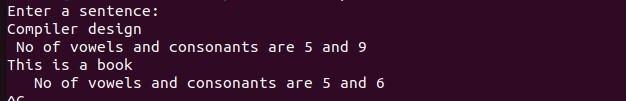 Enter a sentence:
Compiler design
 No of vowels and consonants are 5 and 9
This is a book
   No of vowels and consonants are 5 and 6
^C